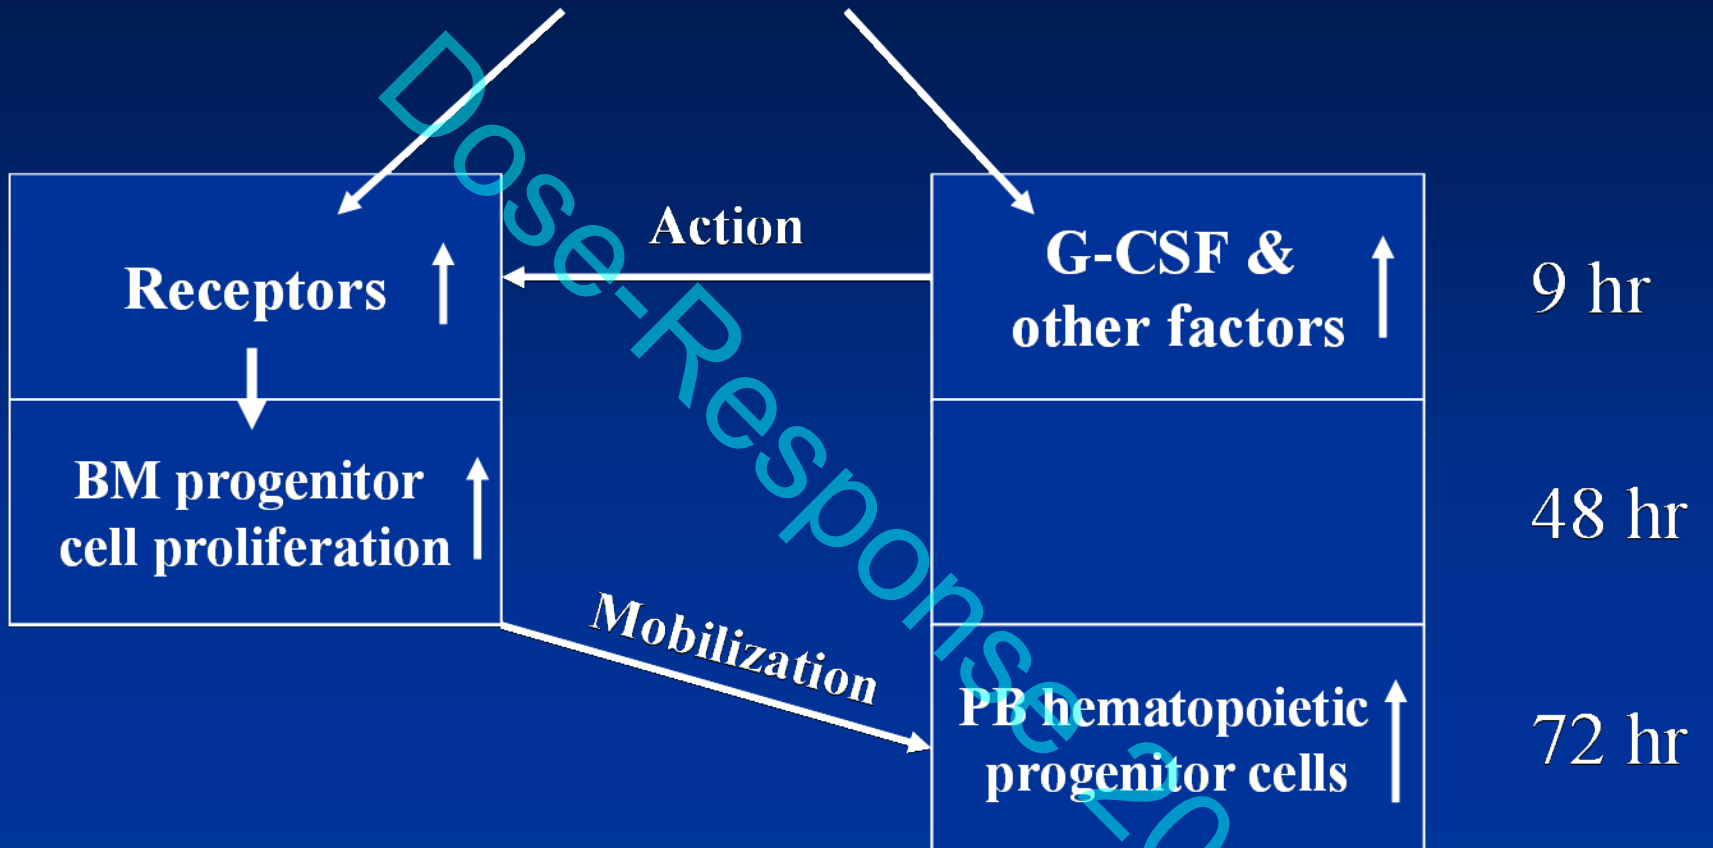 Action
Receptors
G-CSF &
other factors
9 hr
BM progenitor
cell proliferation
48 hr
Mobilization
PB hematopoietic
progenitor cells
72 hr
Dose-Response 20